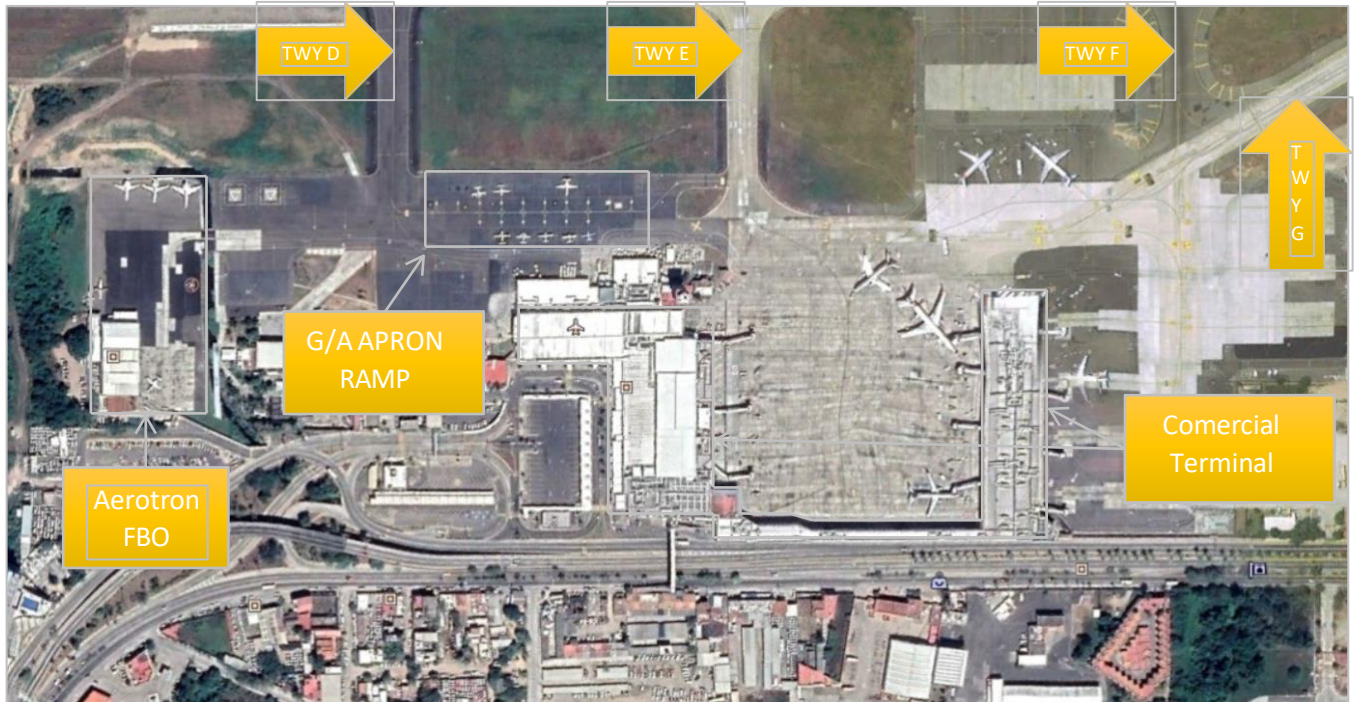 TWY D
TWY E
TWY F
T
W
Y
G
G/A APRON
RAMP
Comercial
Terminal
Aerotron
FBO